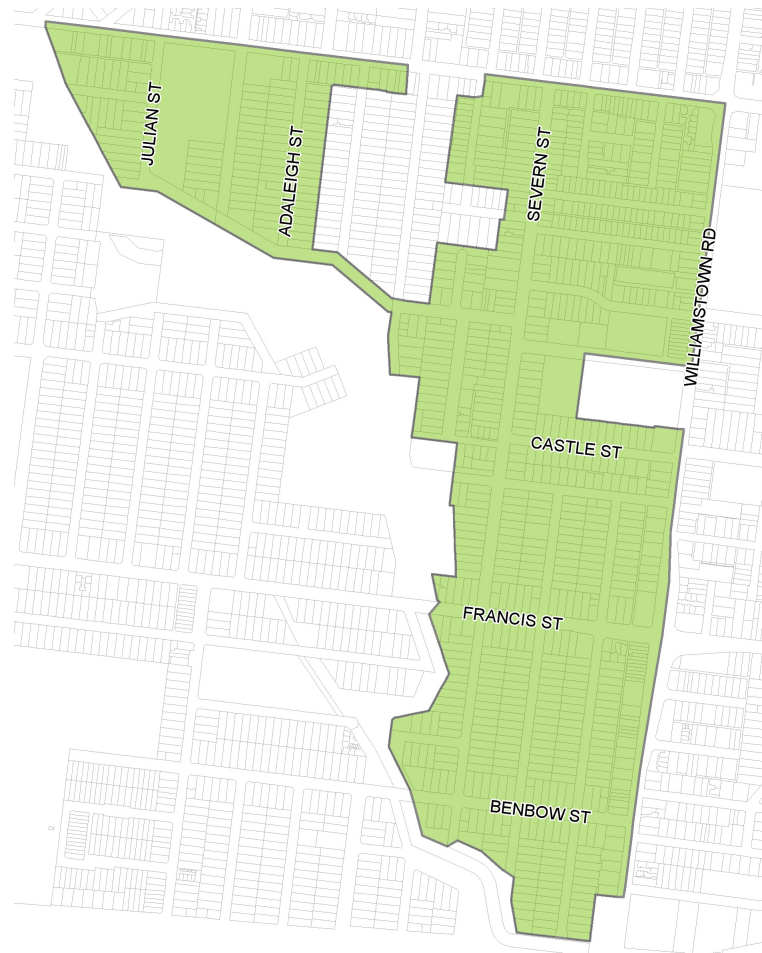 JULIAN ST
ADALEIGH ST
SEVERN ST
WILLIAMSTOWN RD
CASTLE ST
FRANCIS ST
BENBOW ST